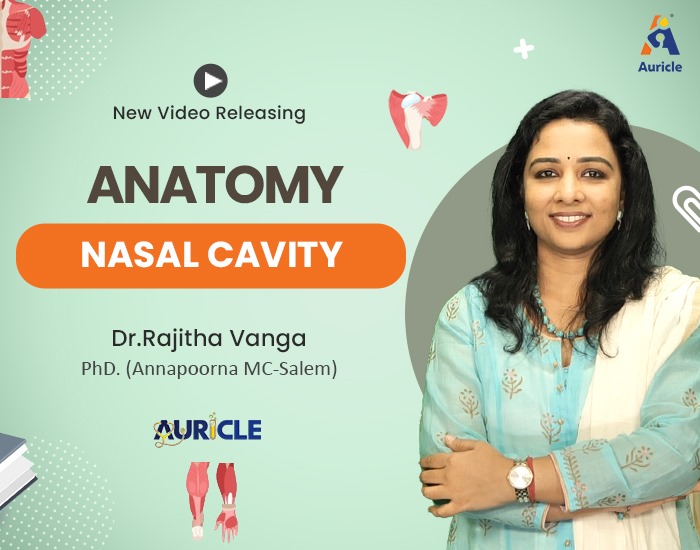 Auricle
New Video Releasing
ANATOMY
NASAL CAVITY
Dr.Rajitha Vanga
PhD. (Annapoorna MC-Salem)
AURICLE